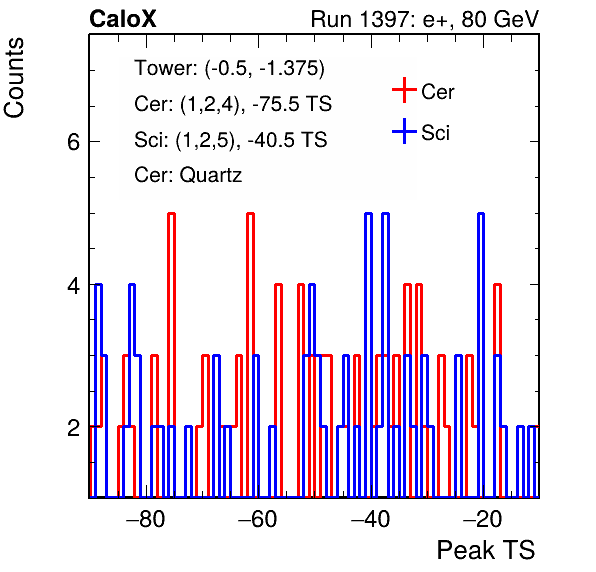 CaloX Run 1397: e+, 80 GeV
Counts
Tower: (-0.5, -1.375)
Cer: (1,2,4), -75.5 TS
Sci: (1,2,5), -40.5 TS
Cer: Quartz
Cer
Sci
6
4
2
−80 −60 −40 −20
Peak TS